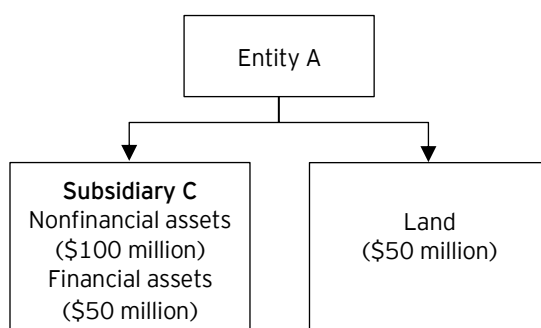 Entity A
Subsidiary C
Nonfinancial assets
($100 million)
Financial assets
($50 million)
Land
($50 million)